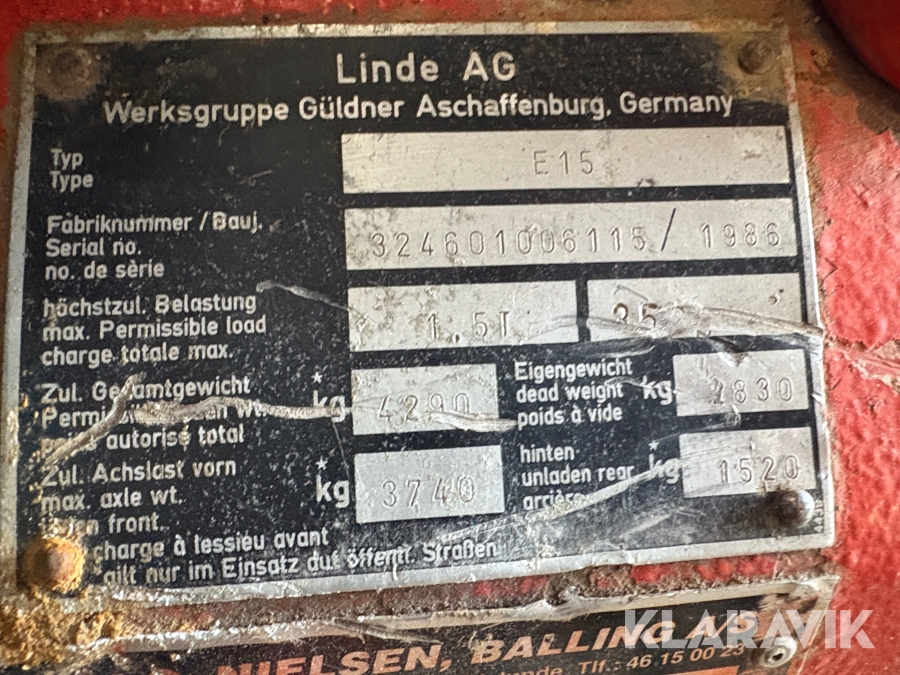 Linde AG
Werksgruppe Güldner Aschaffenburg, Germany
Typ
Type
E15
Fabriknummer /Bauj.
Serial no.
no. de sèrie
324601006115/ 1986
höchstzul. Belastung
max. Permissible load
charge totale max.
1,5T
Zul. Gesamtgewicht
autorisé total
* kg 4290
Eigengewicht
dead weight
poids à vide
kg 2830
Zul. Achslast vorn
max. axle wt.
front
charge à lessieu avant
* kg 3740
hinten
unladen rear
arrière
* kg 1520
gilt nur im Einsatz auf öffentl. Straßen
NIELSEN, BALLING A/S
Tlf.: 46 15 00 23
KLARAVIK